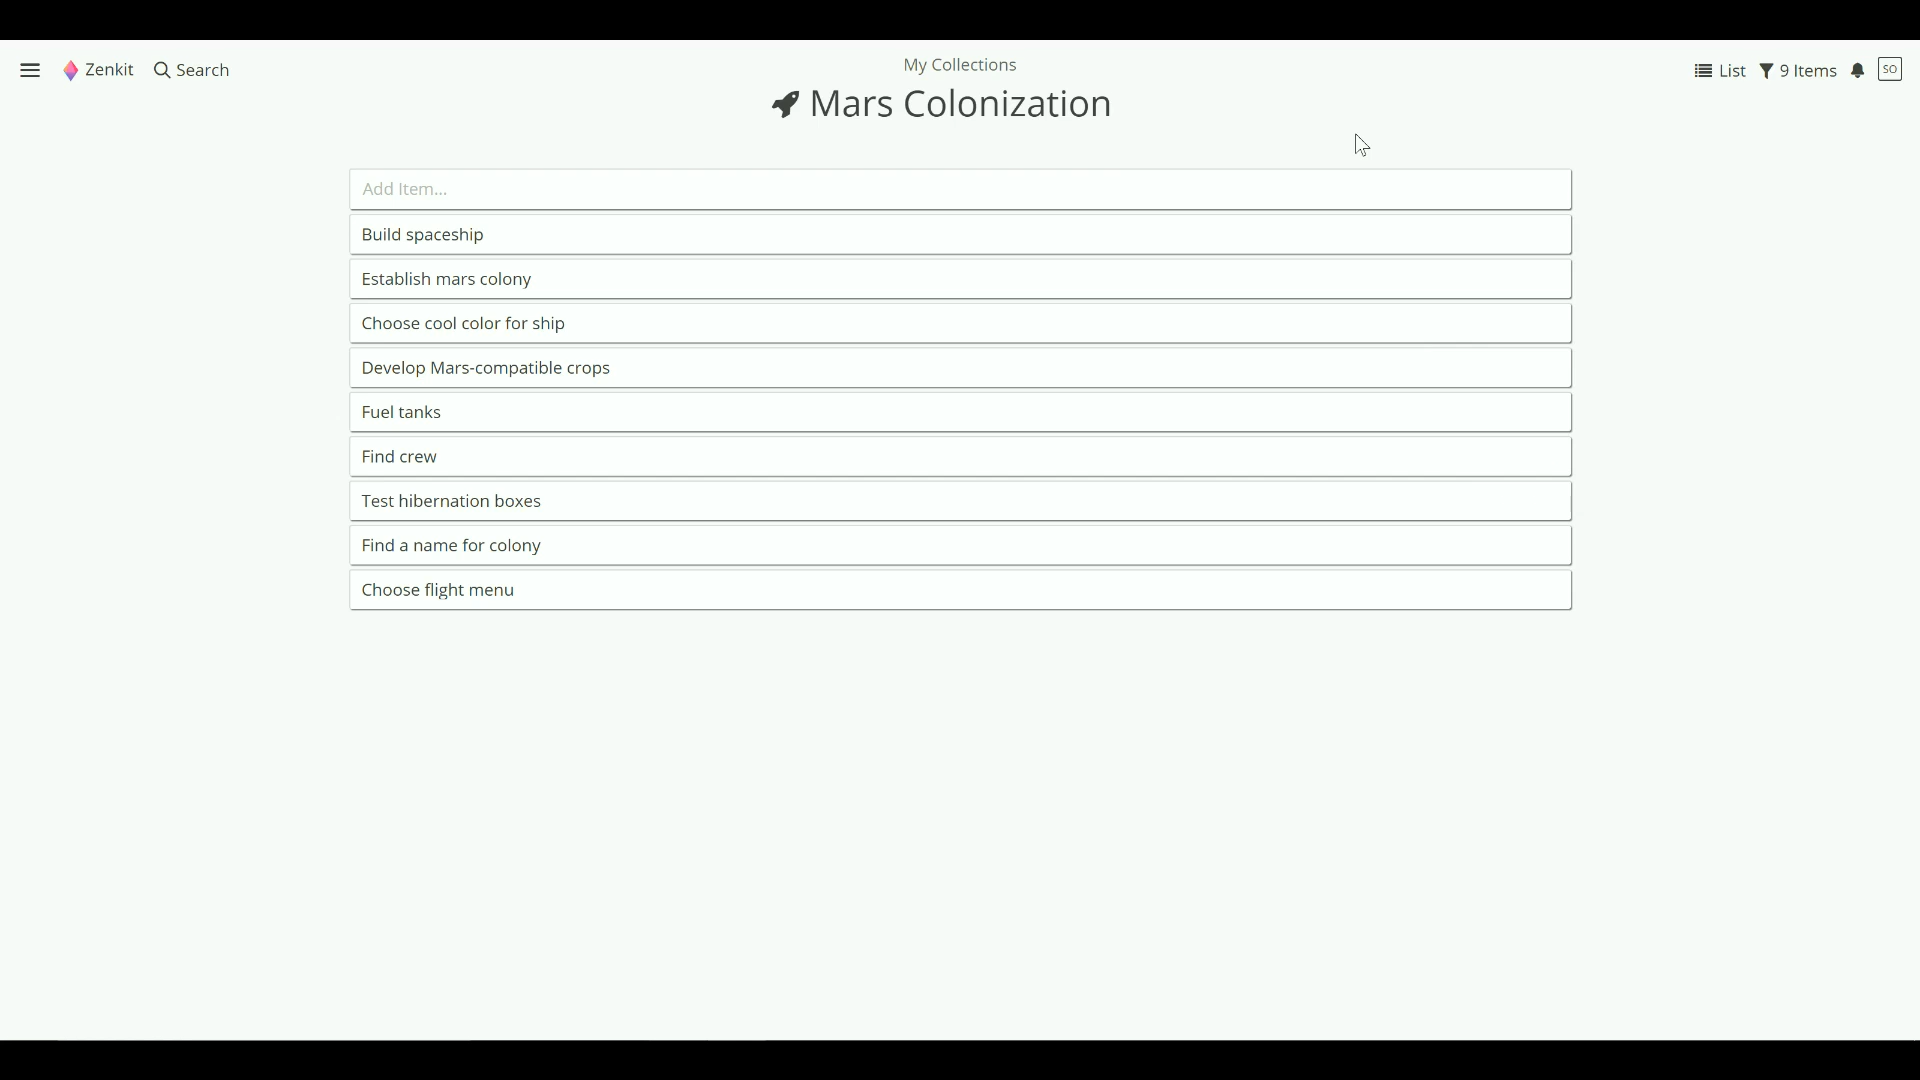 Zenkit
Search
My Collections
List
9 Items
SO
Mars Colonization
Add Item...
Build spaceship
Establish mars colony
Choose cool color for ship
Develop Mars-compatible crops
Fuel tanks
Find crew
Test hibernation boxes
Find a name for colony
Choose flight menu